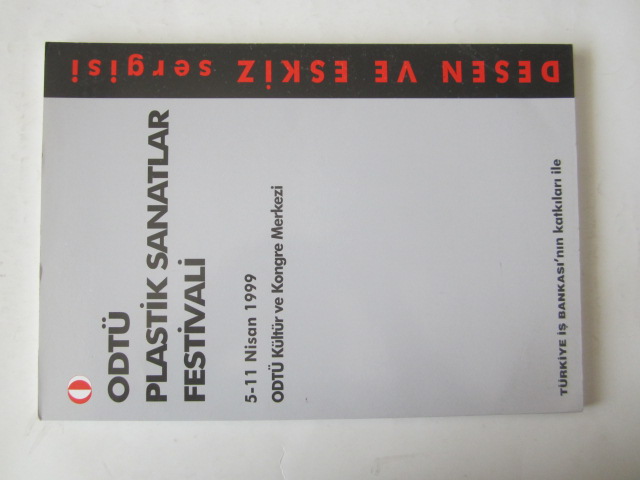 ODTÜ
PLASTİK SANATLAR
FESTİVALİ
5-11 Nisan 1999
ODTÜ Kültür ve Kongre Merkezi
TÜRKİYE İŞ BANKASI'nın katkıları ile
DESEN VE ESKİZ sergisi